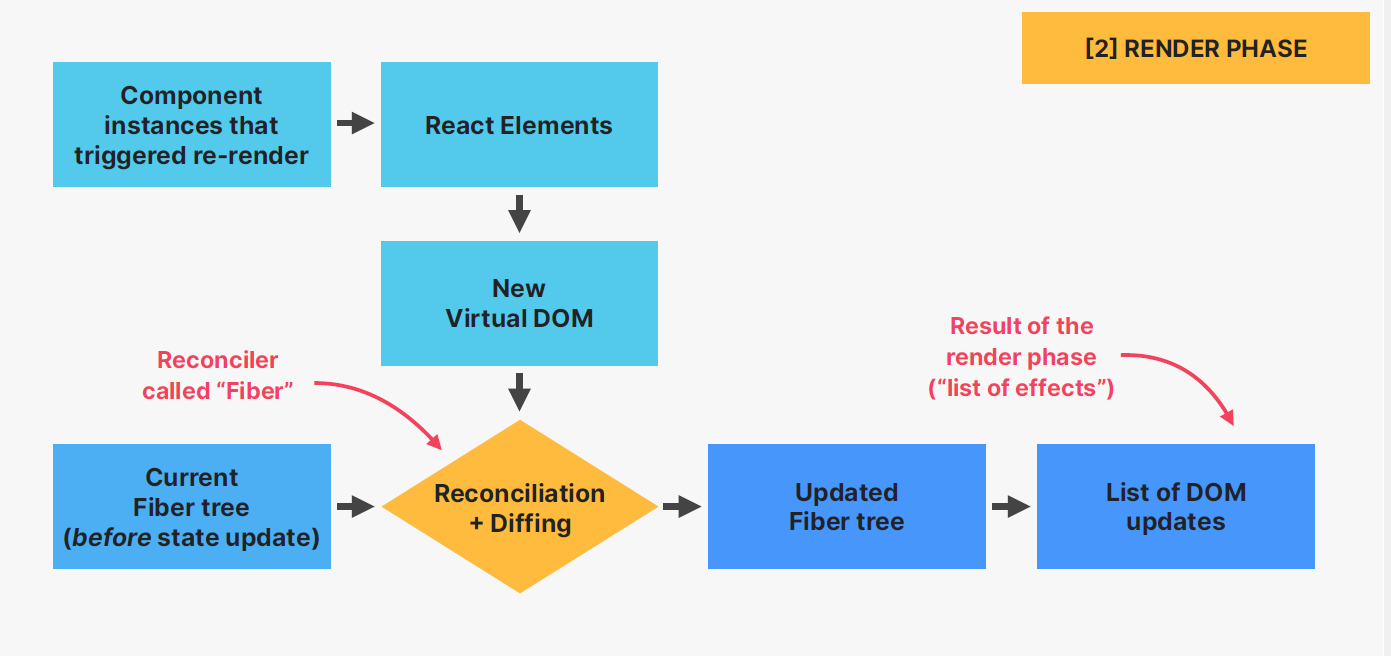 [2] RENDER PHASE
Component
instances that
triggered re-render
React Elements
New
Virtual DOM
Result of the
render phase
(“list of effects”)
Reconciler
called “Fiber”
Current
Fiber tree
(before state update)
Reconciliation
+ Diffing
Updated
Fiber tree
List of DOM
updates